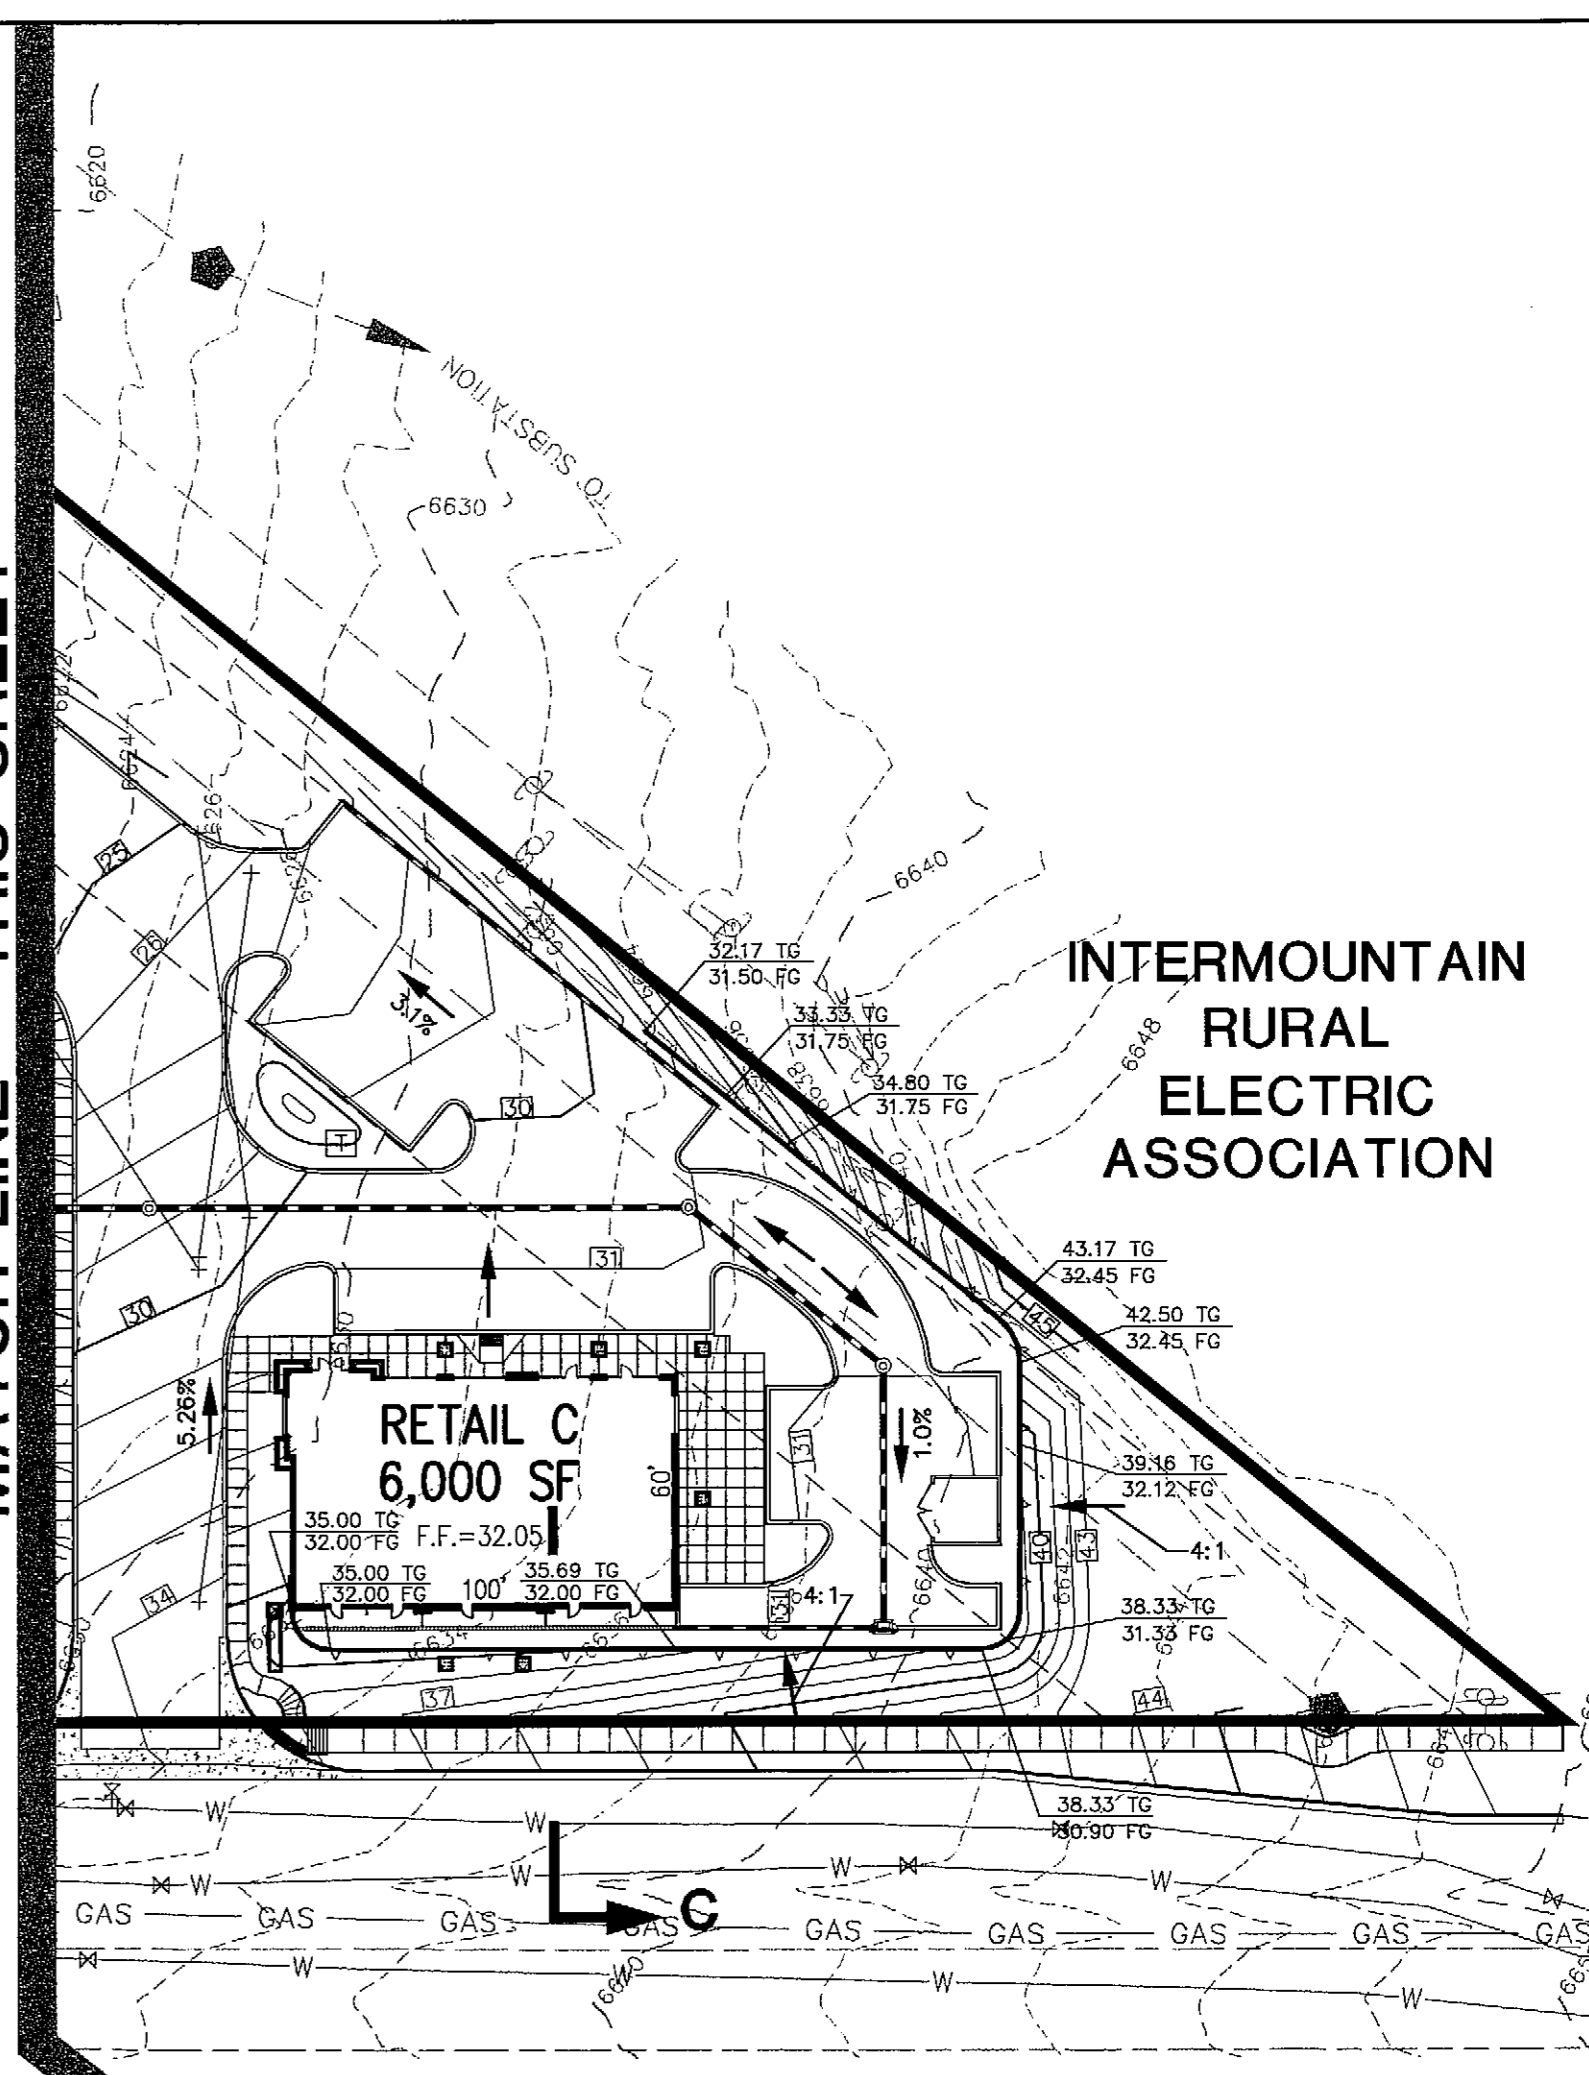 6620
TO SUBSTATION
6630
6622
6624
6626
25
26
3.1%
6640
32.17 TG
31.50 FG
33.33 TG
31.75 FG
34.80 TG
31.75 FG
INTERMOUNTAIN
RURAL
ELECTRIC
ASSOCIATION
6648
30
T
31
30
43.17 TG
32.45 FG
45
42.50 TG
32.45 FG
5.26%
RETAIL C
6,000 SF
60'
F.F.=32.05
31
1.0%
39.16 TG
32.12 FG
35.00 TG
32.00 FG
40
43
4:1
6642
6640
35.00 TG
32.00 FG
100'
35.69 TG
32.00 FG
34
31
4:1
38.33 TG
31.33 FG
6634
37
44
38.33 TG
30.90 FG
W
W
W
W
W
W
C
GAS
GAS
GAS
GAS
GAS
GAS
GAS
GAS
GAS
W
W
W